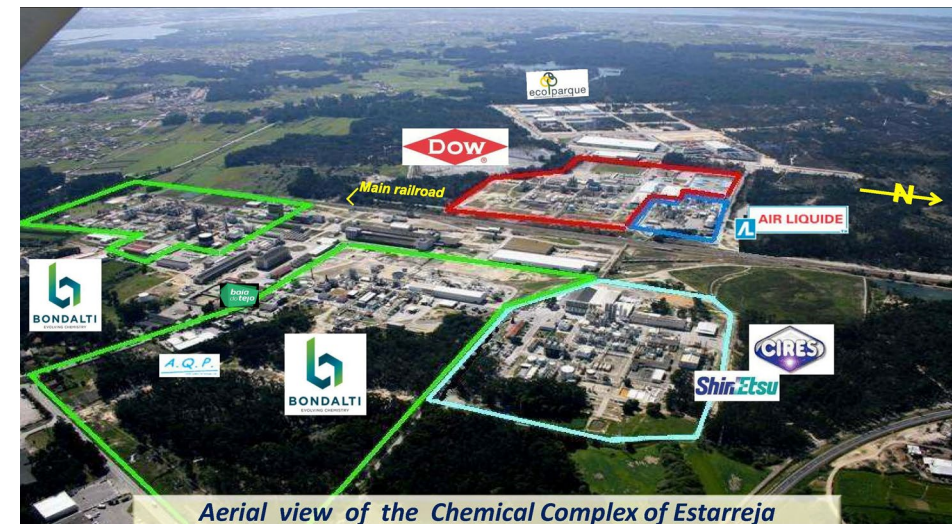 ecoparque
Dow
Main railroad
N
AIR LIQUIDE
BONDALTI
EVOLVING CHEMISTRY
baía
do tejo
A.Q.P.
BONDALTI
EVOLVING CHEMISTRY
CIRES
ShinEtsu
Aerial view of the Chemical Complex of Estarreja